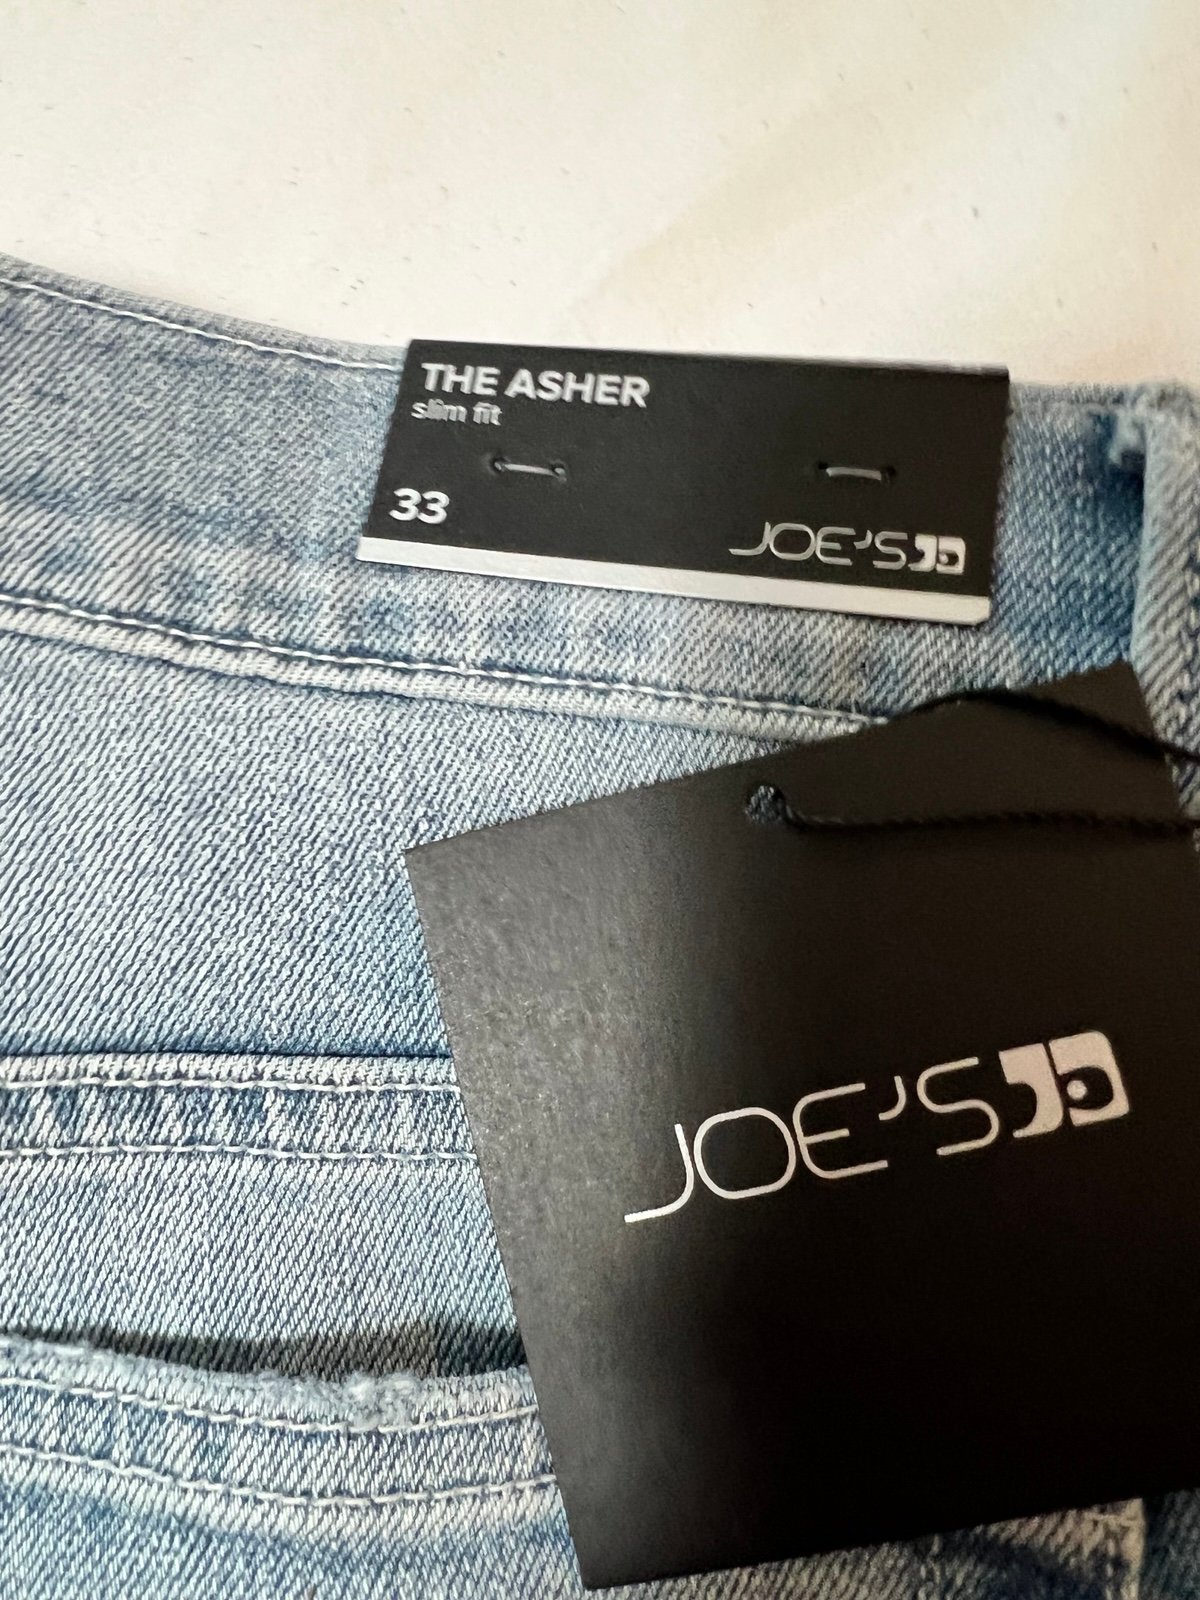 THE ASHER
slim fit
33
JOE'S
JOE'S